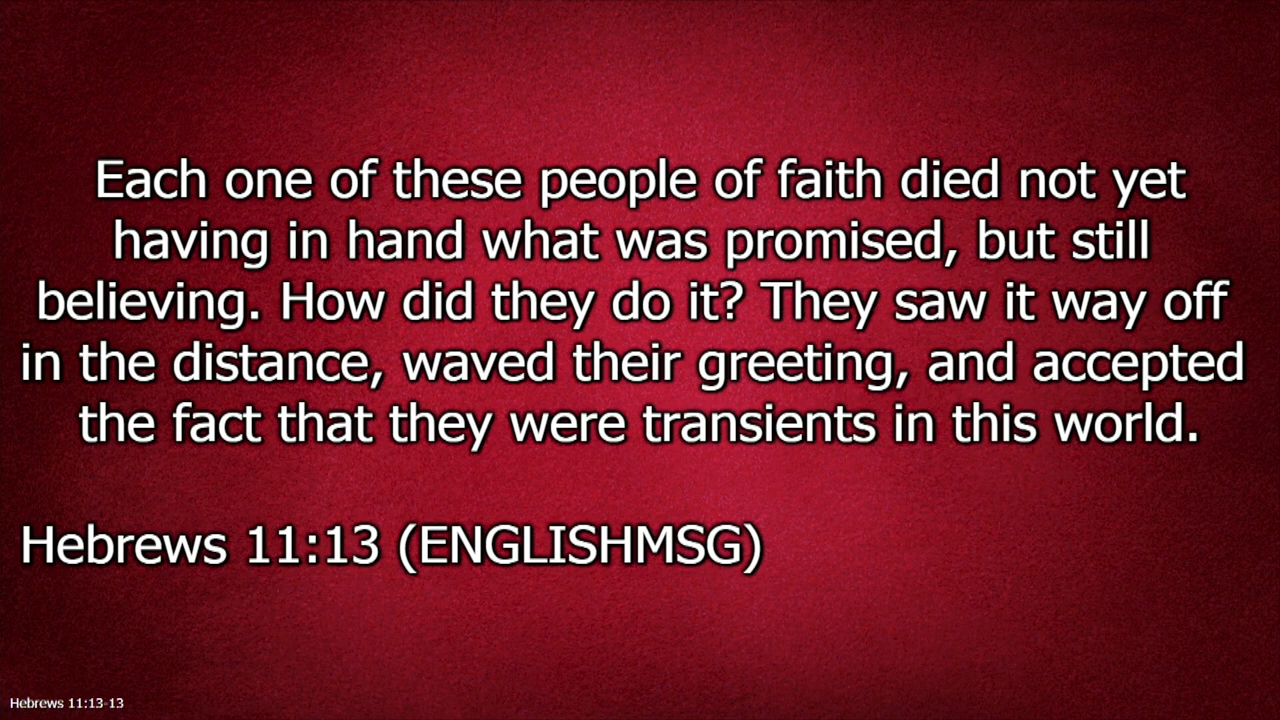 Each one of these people of faith died not yet
having in hand what was promised, but still
believing. How did they do it? They saw it way off
in the distance, waved their greeting, and accepted
the fact that they were transients in this world.
Hebrews 11:13 (ENGLISHMSG)
Hebrews 11:13-13